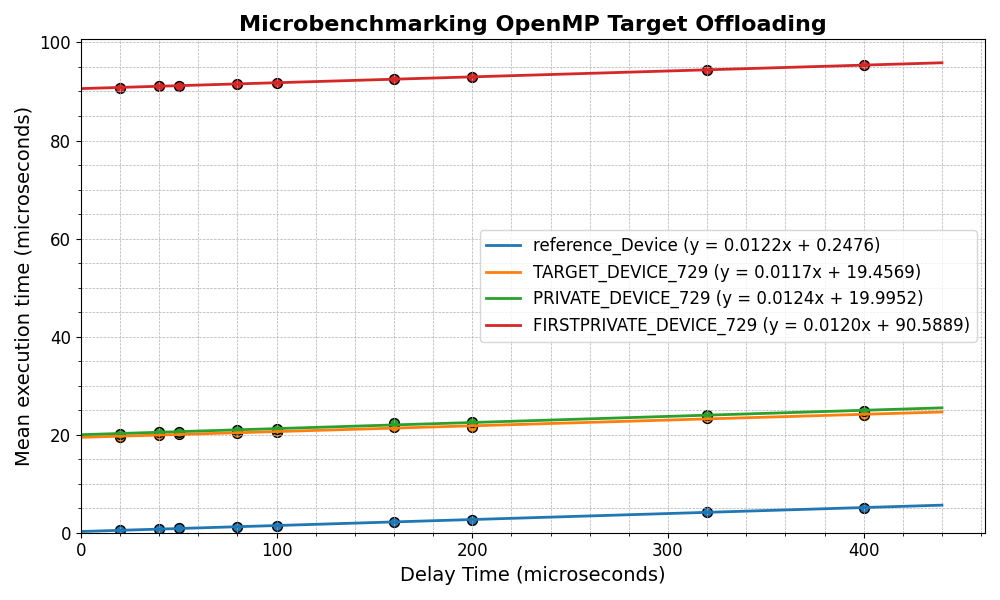 Microbenchmarking OpenMP Target Offloading
Mean execution time (microseconds)
100
80
60
40
20
0
reference_Device (y = 0.0122x + 0.2476)
TARGET_DEVICE_729 (y = 0.0117x + 19.4569)
PRIVATE_DEVICE_729 (y = 0.0124x + 19.9952)
FIRSTPRIVATE_DEVICE_729 (y = 0.0120x + 90.5889)
0 100 200 300 400
Delay Time (microseconds)